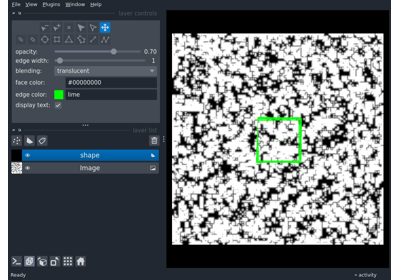 File View Plugins Window Help
layer controls
opacity: 0.70
edge width: 1
blending: translucent
face color: #00000000
edge color: lime
display text:
layer list
shape
Image
Ready
activity